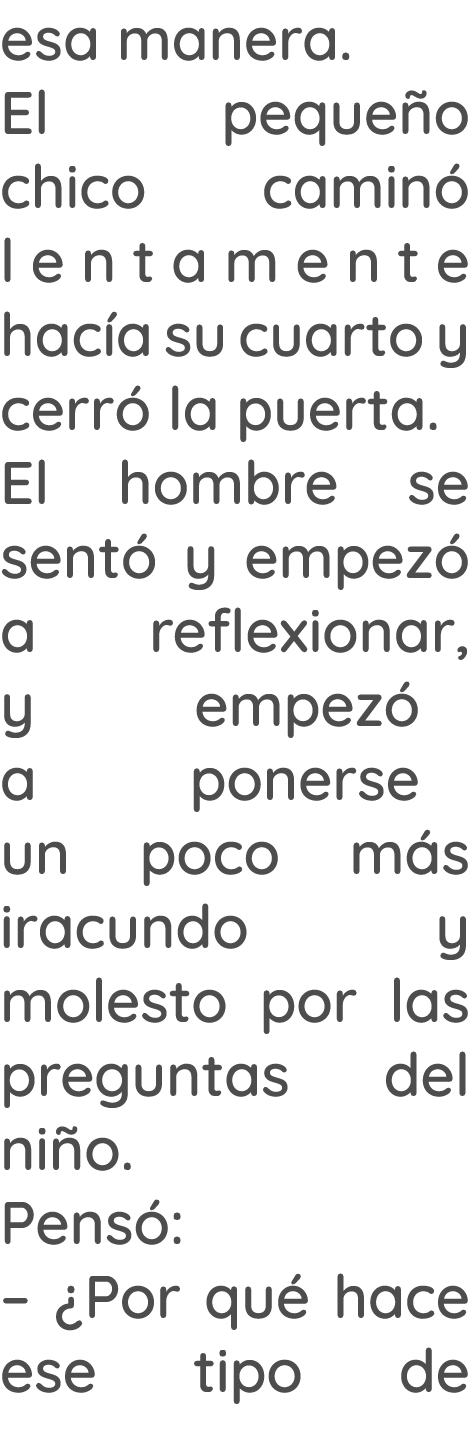 esa manera.
El pequeño
chico caminó
lentamente
hacía su cuarto y
cerró la puerta.
El hombre se
sentó y empezó
a reflexionar,
y empezó
a ponerse
un poco más
iracundo y
molesto por las
preguntas del
niño.
Pensó:
– ¿Por qué hace
ese tipo de